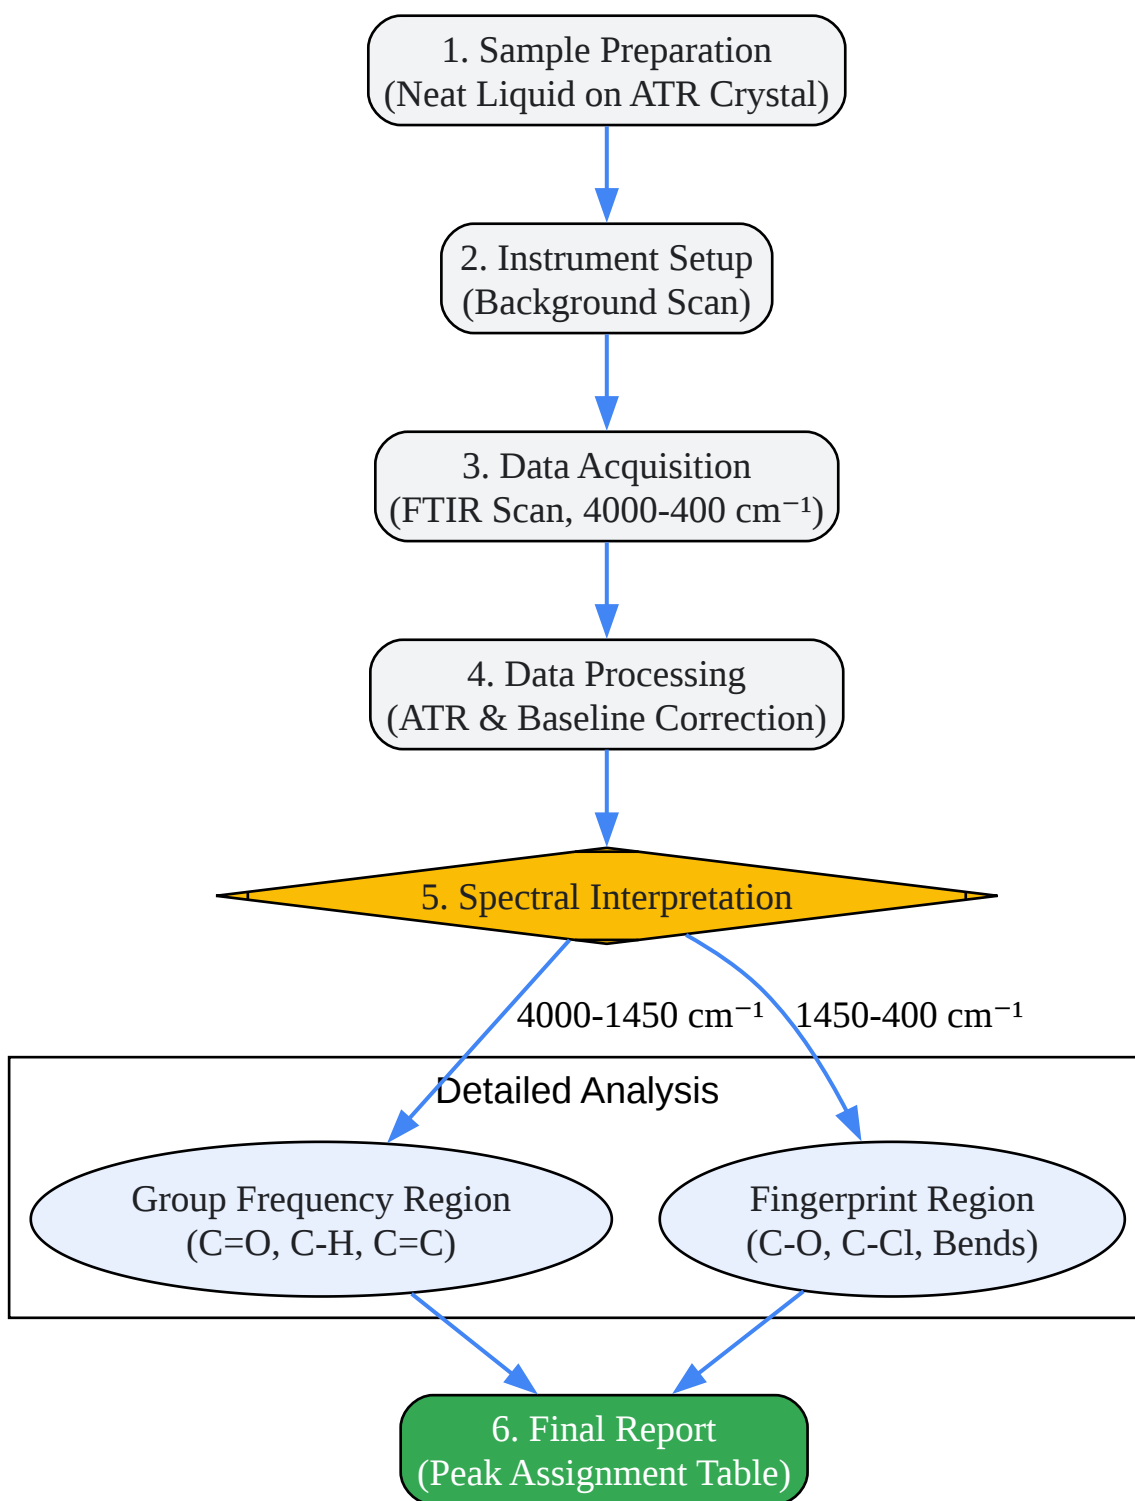 1. Sample Preparation
(Neat Liquid on ATR Crystal)
2. Instrument Setup
(Background Scan)
3. Data Acquisition
(FTIR Scan, 4000-400 cm⁻¹)
4. Data Processing
(ATR & Baseline Correction)
5. Spectral Interpretation
4000-1450 cm⁻¹
1450-400 cm⁻¹
Detailed Analysis
Group Frequency Region
(C=O, C-H, C=C)
Fingerprint Region
(C-O, C-Cl, Bends)
6. Final Report
(Peak Assignment Table)